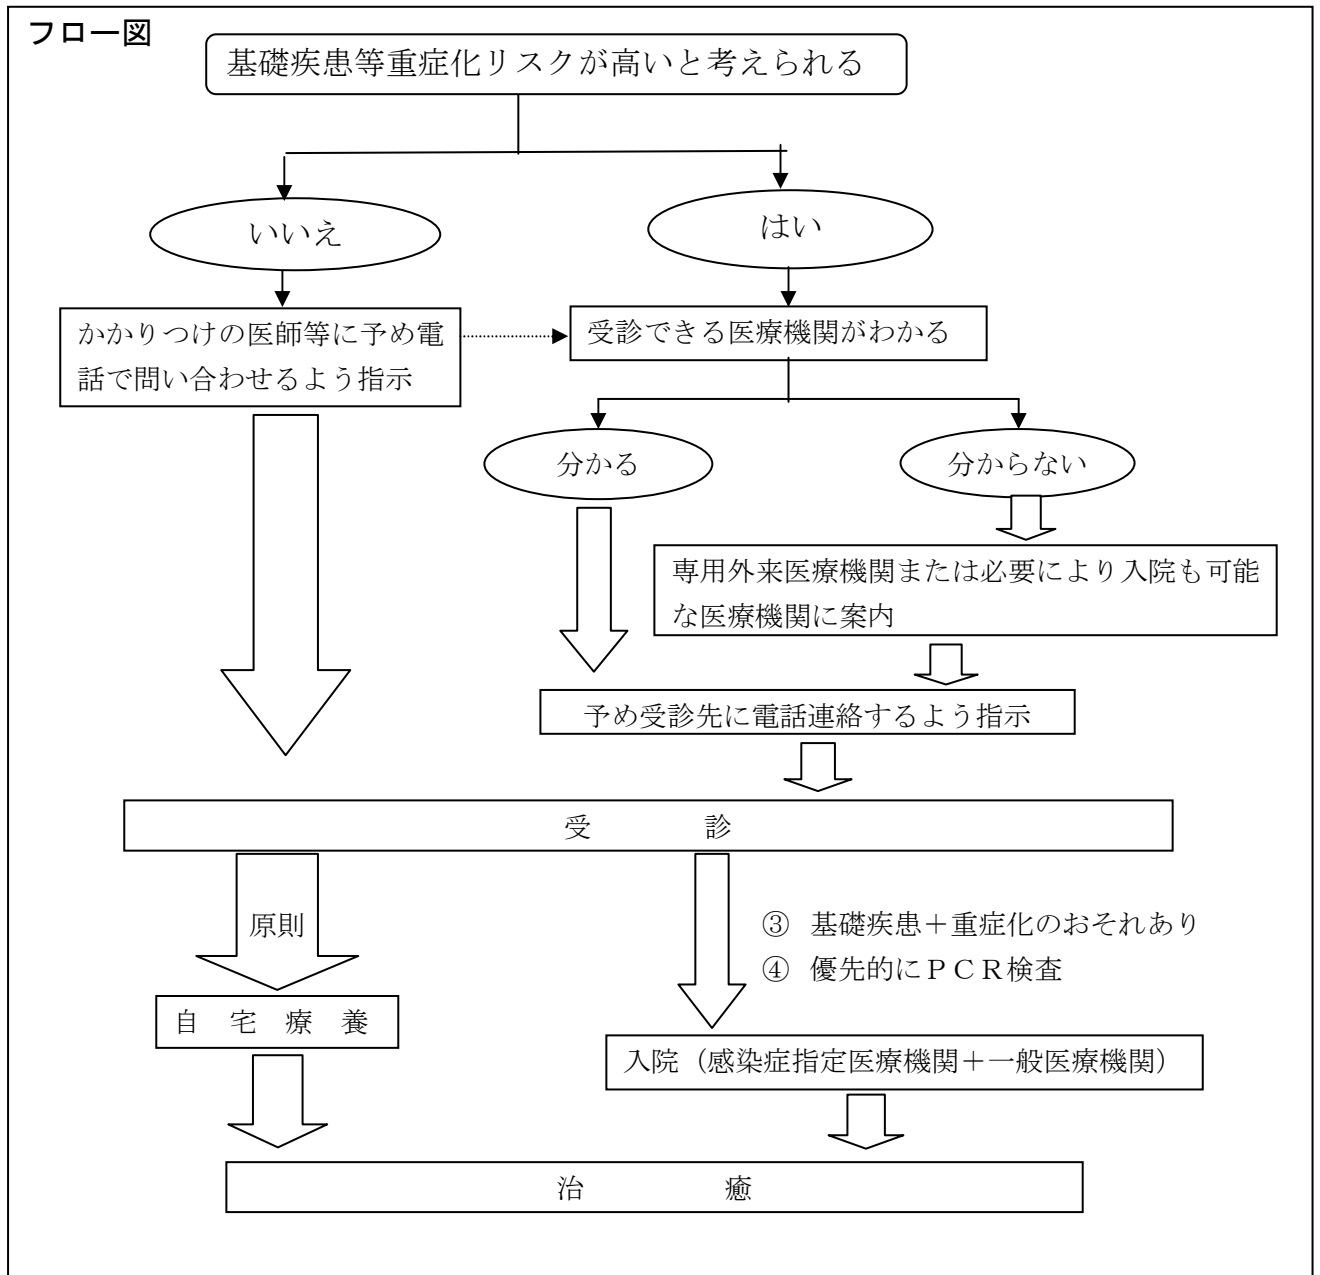 フロー図
基礎疾患等重症化リスクが高いと考えられる
いいえ
はい
かかりつけの医師等に予め電
話で問い合わせるよう指示
受診できる医療機関がわかる
分かる
分からない
専用外来医療機関または必要により入院も可能
な医療機関に案内
予め受診先に電話連絡するよう指示
受　　　　診
原則
③ 基礎疾患＋重症化のおそれあり
④ 優先的にＰＣＲ検査
自　宅　療　養
入院（感染症指定医療機関＋一般医療機関）
治　　　　　癒